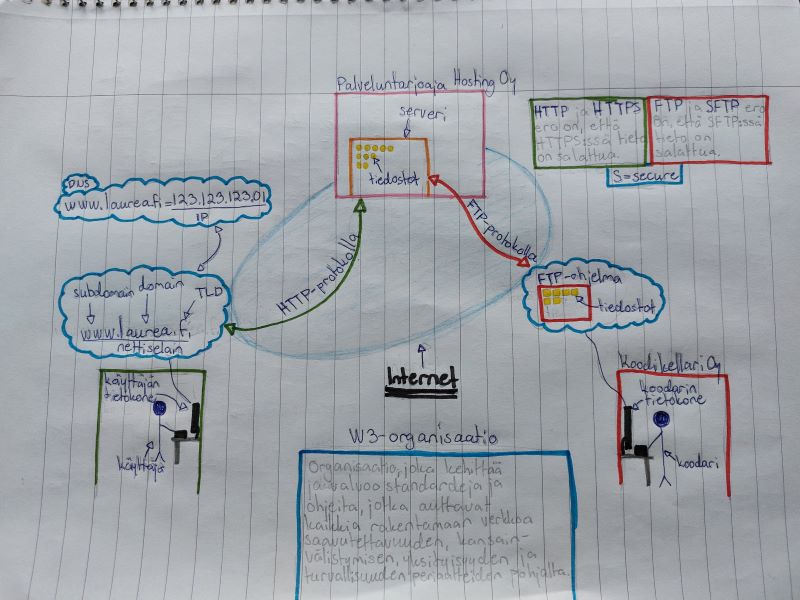 Palveluntarjoaja Hosting Oy
serveri
tiedostot
HTTP ja HTTPS
ero on, että
HTTPS:ssä tieto
on salattua.
FTP ja SFTP ero
on, että SFTP:ssä
tieto on
salattua.
S=secure
DNS
www.laurea.fi=123.123.123.01
IP
subdomain domain TLD
www.laurea.fi
nettiselain
HTTP-protokolla
FTP-protokolla
FTP-ohjelma
tiedostot
Internet
käyttäjän
tietokone
käyttäjä
Koodikellari Oy
koodarin
tietokone
koodari
W3-organisaatio
Organisaatio, joka kehittää
ja valvoo standardeja ja
ohjeita, jotka auttavat
kaikkia rakentamaan verkkoa
saavutettavuuden, kansain-
välistymisen, yksityisyyden ja
turvallisuuden periaatteiden pohjalta.